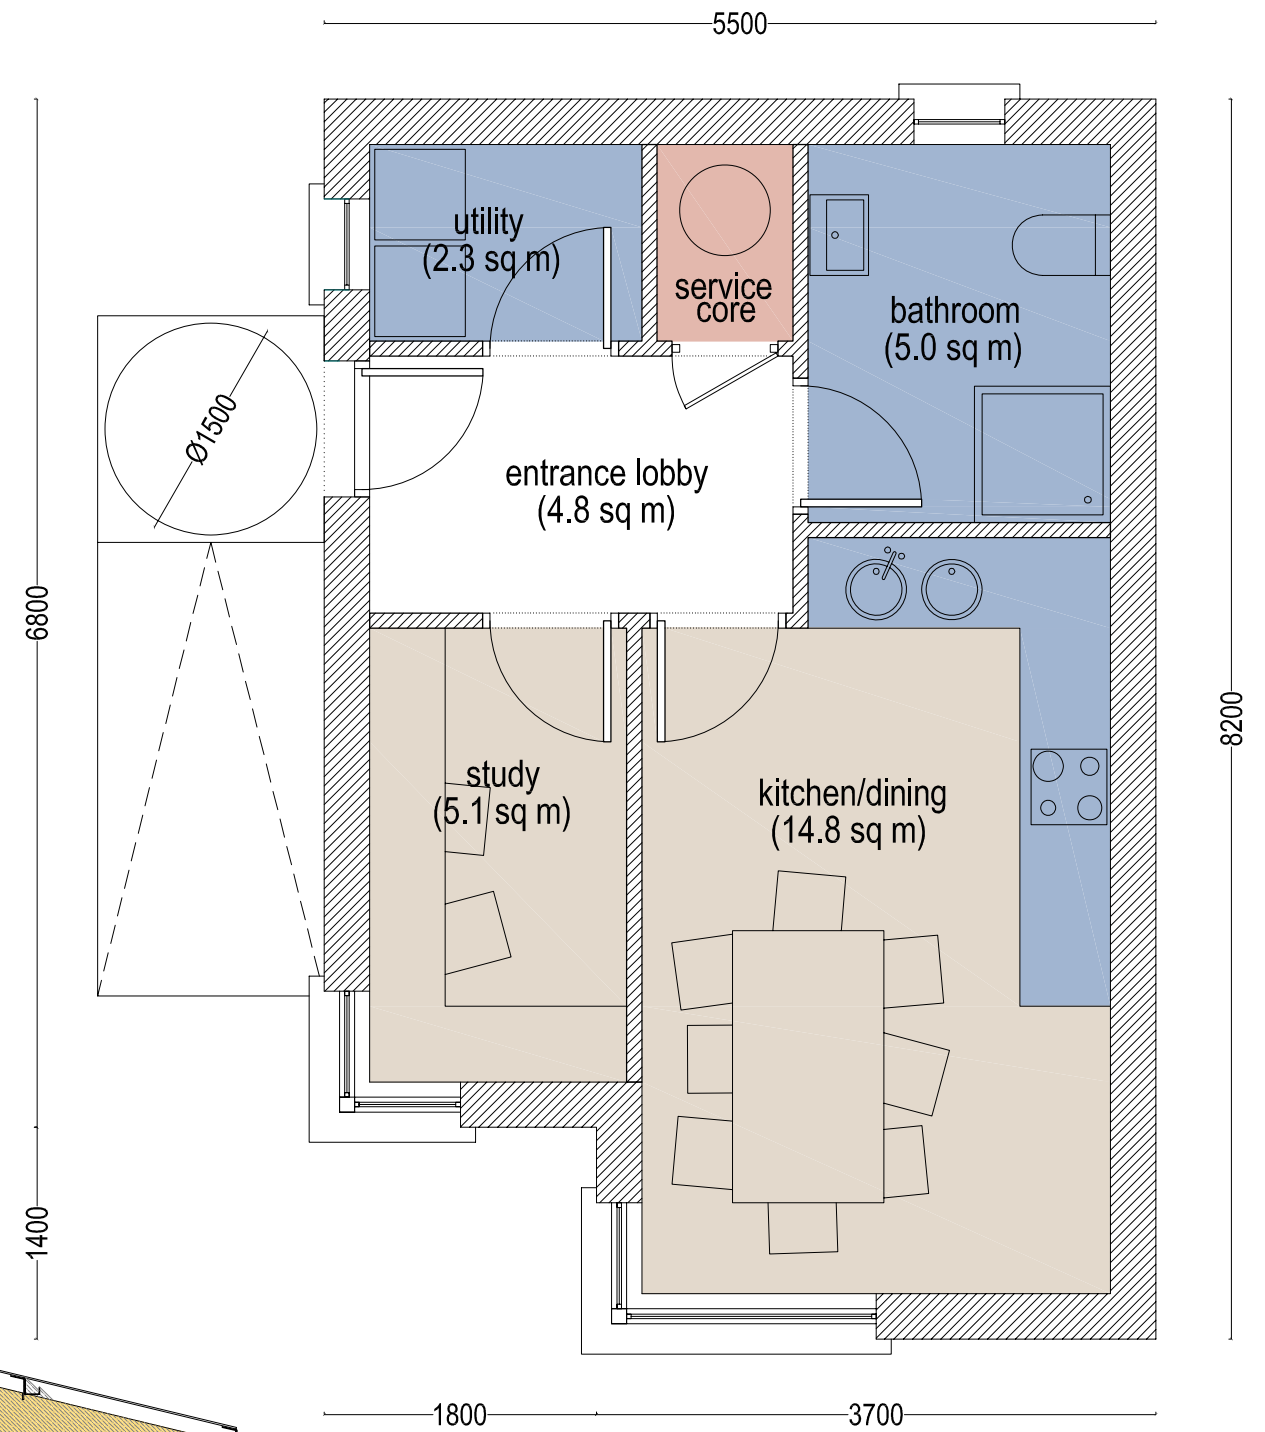 5500
utility
(2.3 sq m)
service
core
bathroom
(5.0 sq m)
Ø1500
entrance lobby
(4.8 sq m)
6800
8200
study
(5.1 sq m)
kitchen/dining
(14.8 sq m)
1400
1800
3700